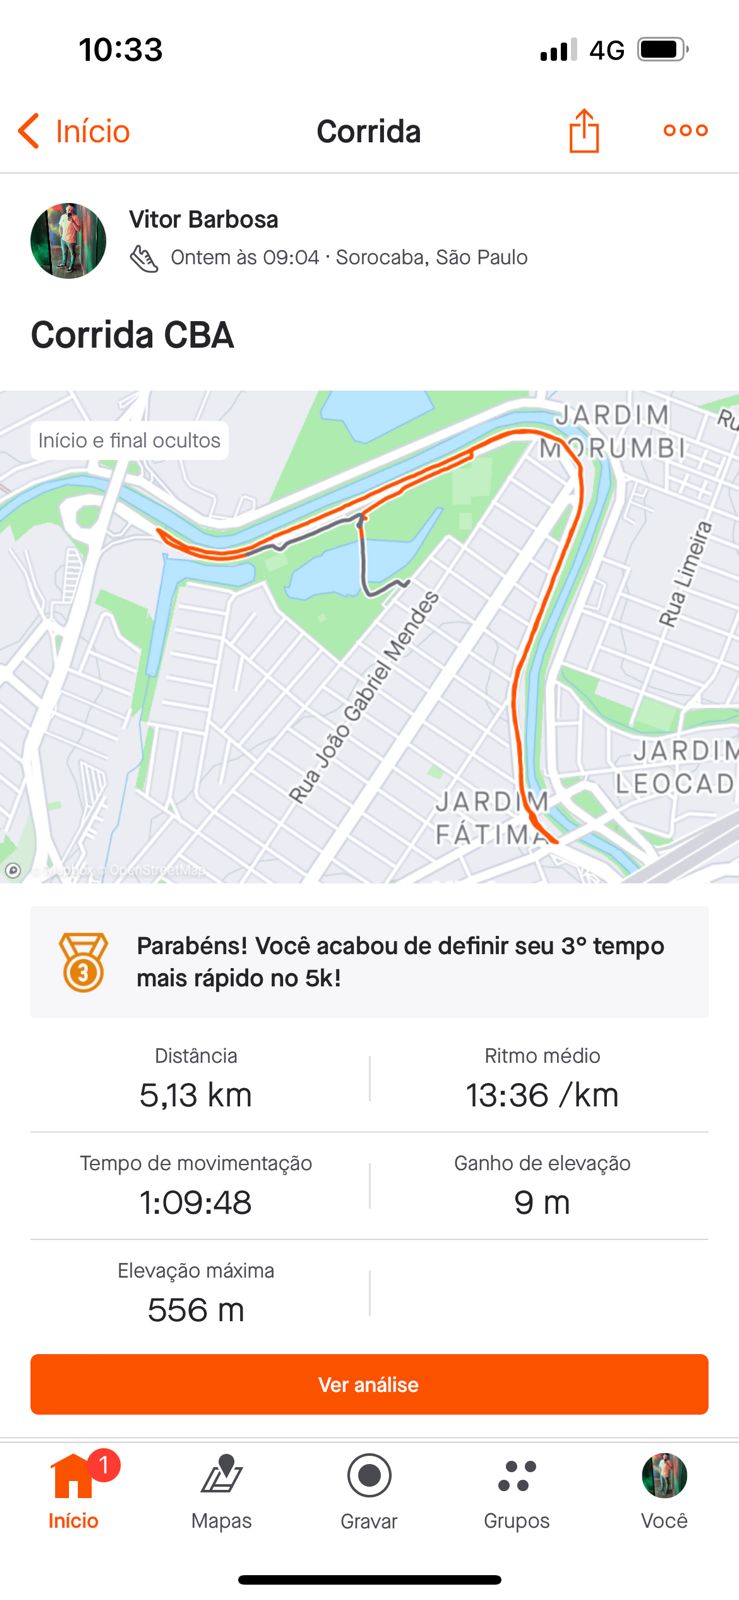 10:33
4G
Início
Corrida
Vitor Barbosa
Ontem às 09:04 · Sorocaba, São Paulo
Corrida CBA
Início e final ocultos
JARDIM
MORUMBI
Ru
Rua Limeira
Rua João Gabriel Mendes
JARDIM
LEOCAD
JARDIM
FÁTIMA
© mapbox © OpenStreetMap
3
Parabéns! Você acabou de definir seu 3º tempo
mais rápido no 5k!
Distância
5,13 km
Ritmo médio
13:36 /km
Tempo de movimentação
1:09:48
Ganho de elevação
9 m
Elevação máxima
556 m
Ver análise
1
Início
Mapas
Gravar
Grupos
Você